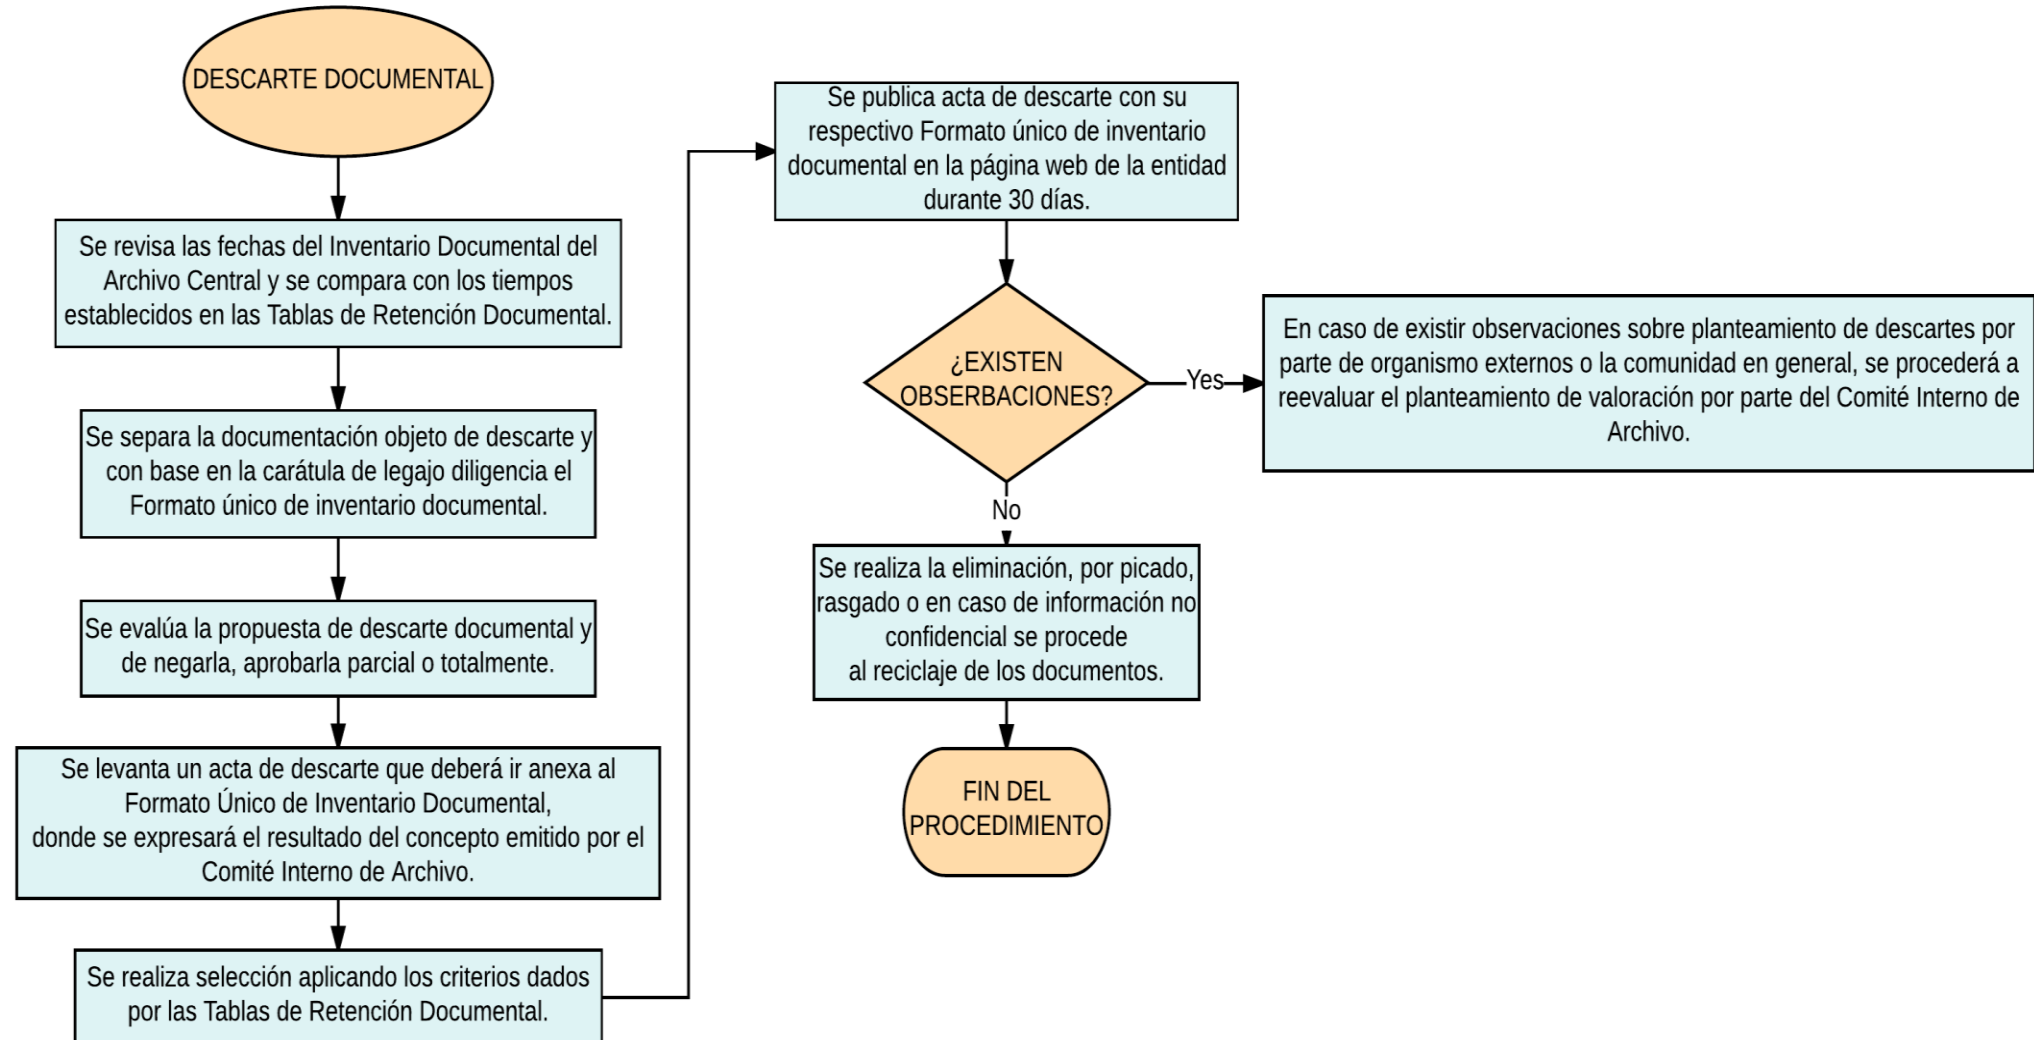 DESCARTE DOCUMENTAL
Se revisa las fechas del Inventario Documental del
Archivo Central y se compara con los tiempos
establecidos en las Tablas de Retención Documental.
Se separa la documentación objeto de descarte y
con base en la carátula de legajo diligencia el
Formato único de inventario documental.
Se evalúa la propuesta de descarte documental y
de negarla, aprobarla parcial o totalmente.
Se levanta un acta de descarte que deberá ir anexa al
Formato Único de Inventario Documental,
donde se expresará el resultado del concepto emitido por el
Comité Interno de Archivo.
Se realiza selección aplicando los criterios dados
por las Tablas de Retención Documental.
Se publica acta de descarte con su
respectivo Formato único de inventario
documental en la página web de la entidad
durante 30 días.
¿EXISTEN
OBSERBACIONES?
Yes
En caso de existir observaciones sobre planteamiento de descartes por
parte de organismo externos o la comunidad en general, se procederá a
reevaluar el planteamiento de valoración por parte del Comité Interno de
Archivo.
No
Se realiza la eliminación, por picado,
rasgado o en caso de información no
confidencial se procede
al reciclaje de los documentos.
FIN DEL
PROCEDIMIENTO